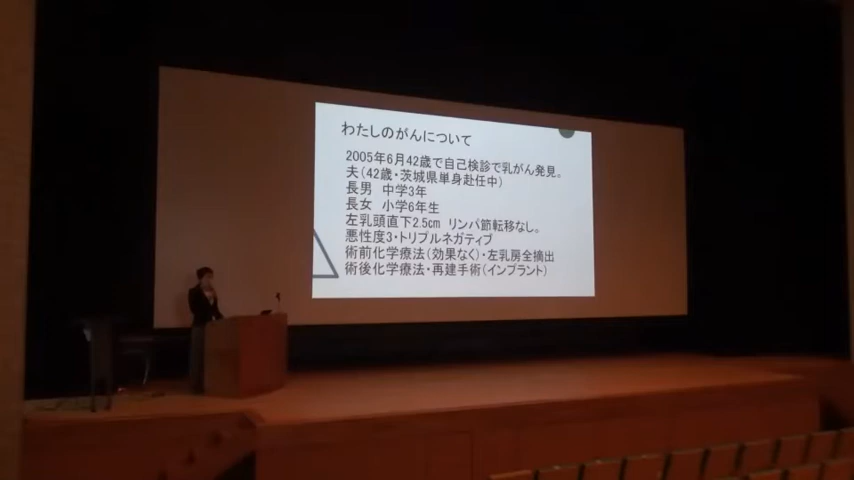 わたしのがんについて
2005年6月42歳で自己検診で乳がん発見。
夫(42歳・茨城県単身赴任中)
長男 中学3年
長女 小学6年生
左乳頭直下2.5cm リンパ節転移なし。
悪性度3・トリプルネガティブ
術前化学療法(効果なく)・左乳房全摘出
術後化学療法・再建手術(インプラント)